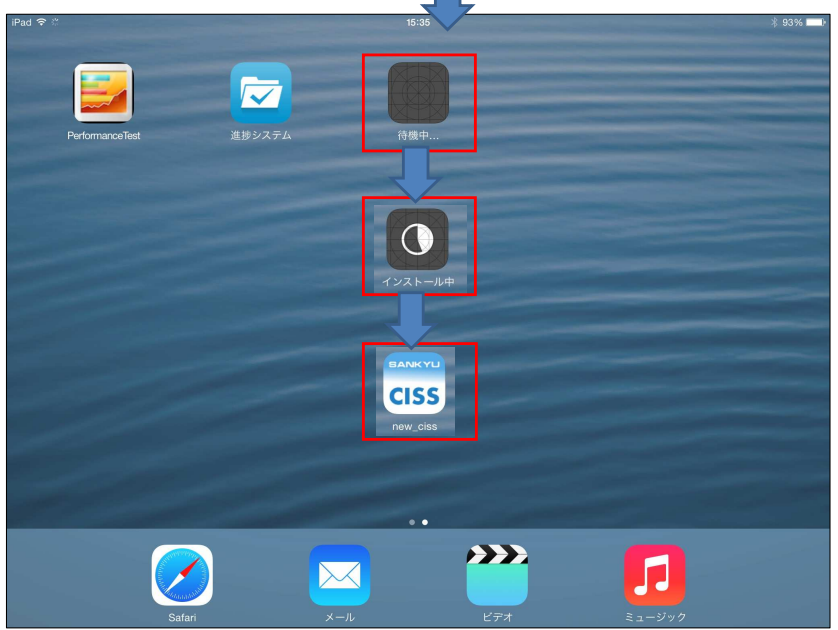 iPad
15:35
93%
PerformanceTest
進捗システム
待機中...
インストール中
SANKYU
CISS
new_ciss
Safari
メール
ビデオ
ミュージック